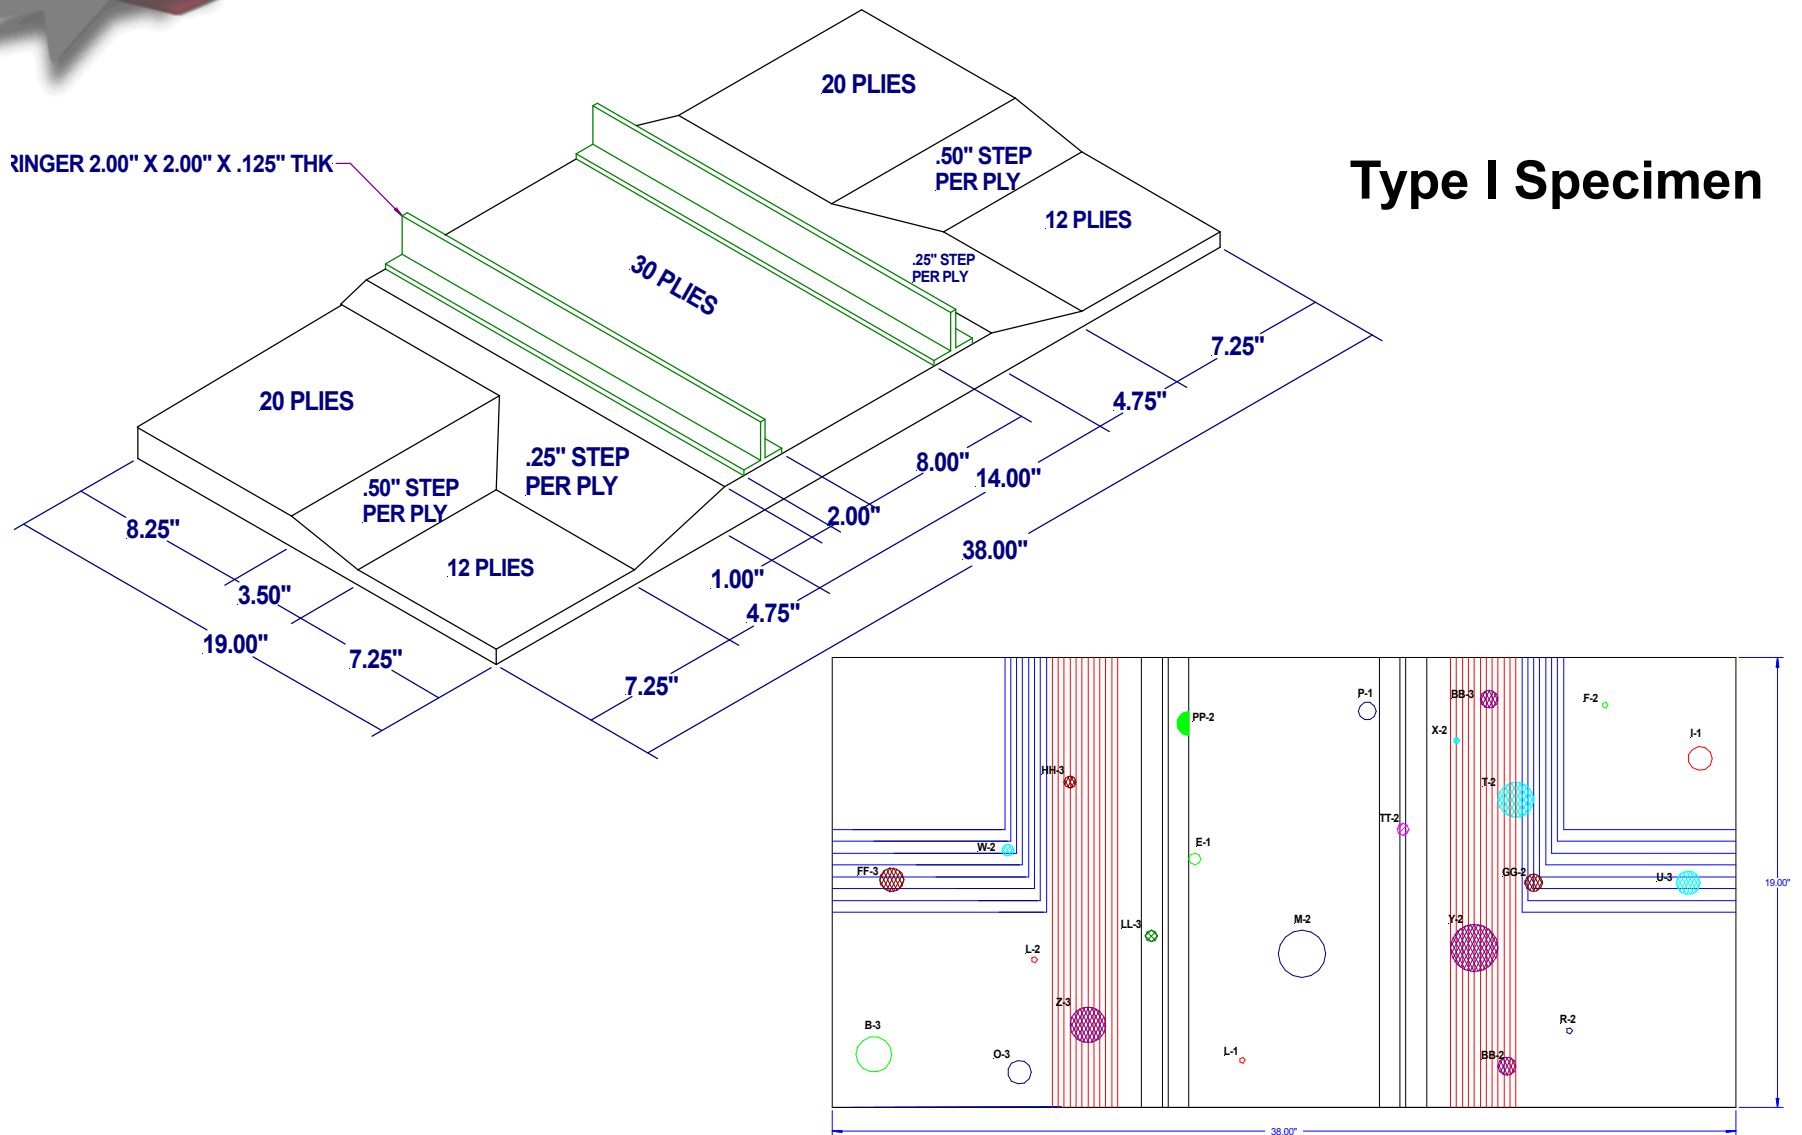 Type I Specimen
20 PLIES
.50" STEP
PER PLY
12 PLIES
.25" STEP
PER PLY
RINGER 2.00" X 2.00" X .125" THK
30 PLIES
20 PLIES
.25" STEP
PER PLY
.50" STEP
PER PLY
12 PLIES
7.25"
4.75"
8.00"
14.00"
2.00"
38.00"
1.00"
4.75"
7.25"
8.25"
3.50"
19.00"
7.25"
P-1
BB-3
F-2
PP-2
X-2
I-1
HH-3
T-2
TT-2
W-2
E-1
FF-3
GG-2
U-3
19.00"
LL-3
M-2
Y-2
L-2
Z-3
B-3
R-2
O-3
L-1
BB-2
38.00"